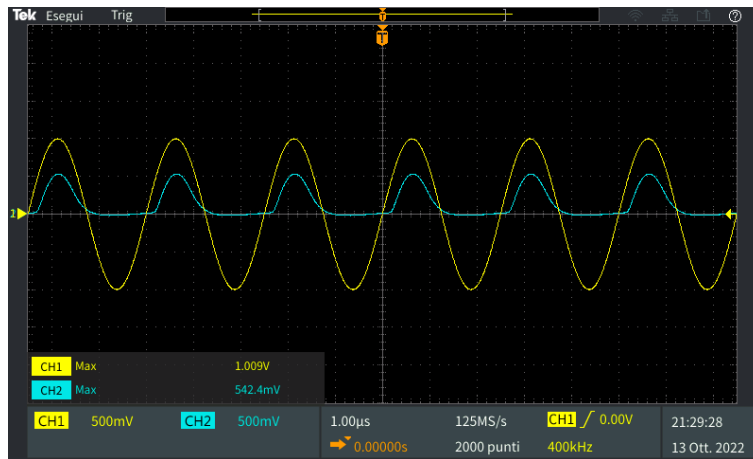 Tek Esegui Trig
T
T
1
CH1 Max 1.009V
CH2 Max 542.4mV
CH1 500mV CH2 500mV 1.00µs 125MS/s CH1 0.00V 21:29:28
0.00000s 2000 punti 400kHz 13 Ott. 2022